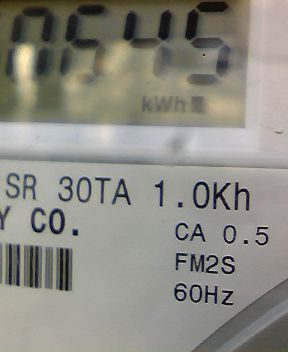 0545
kWh
SR 30TA 1.0Kh
Y CO.
CA 0.5
FM2S
60Hz